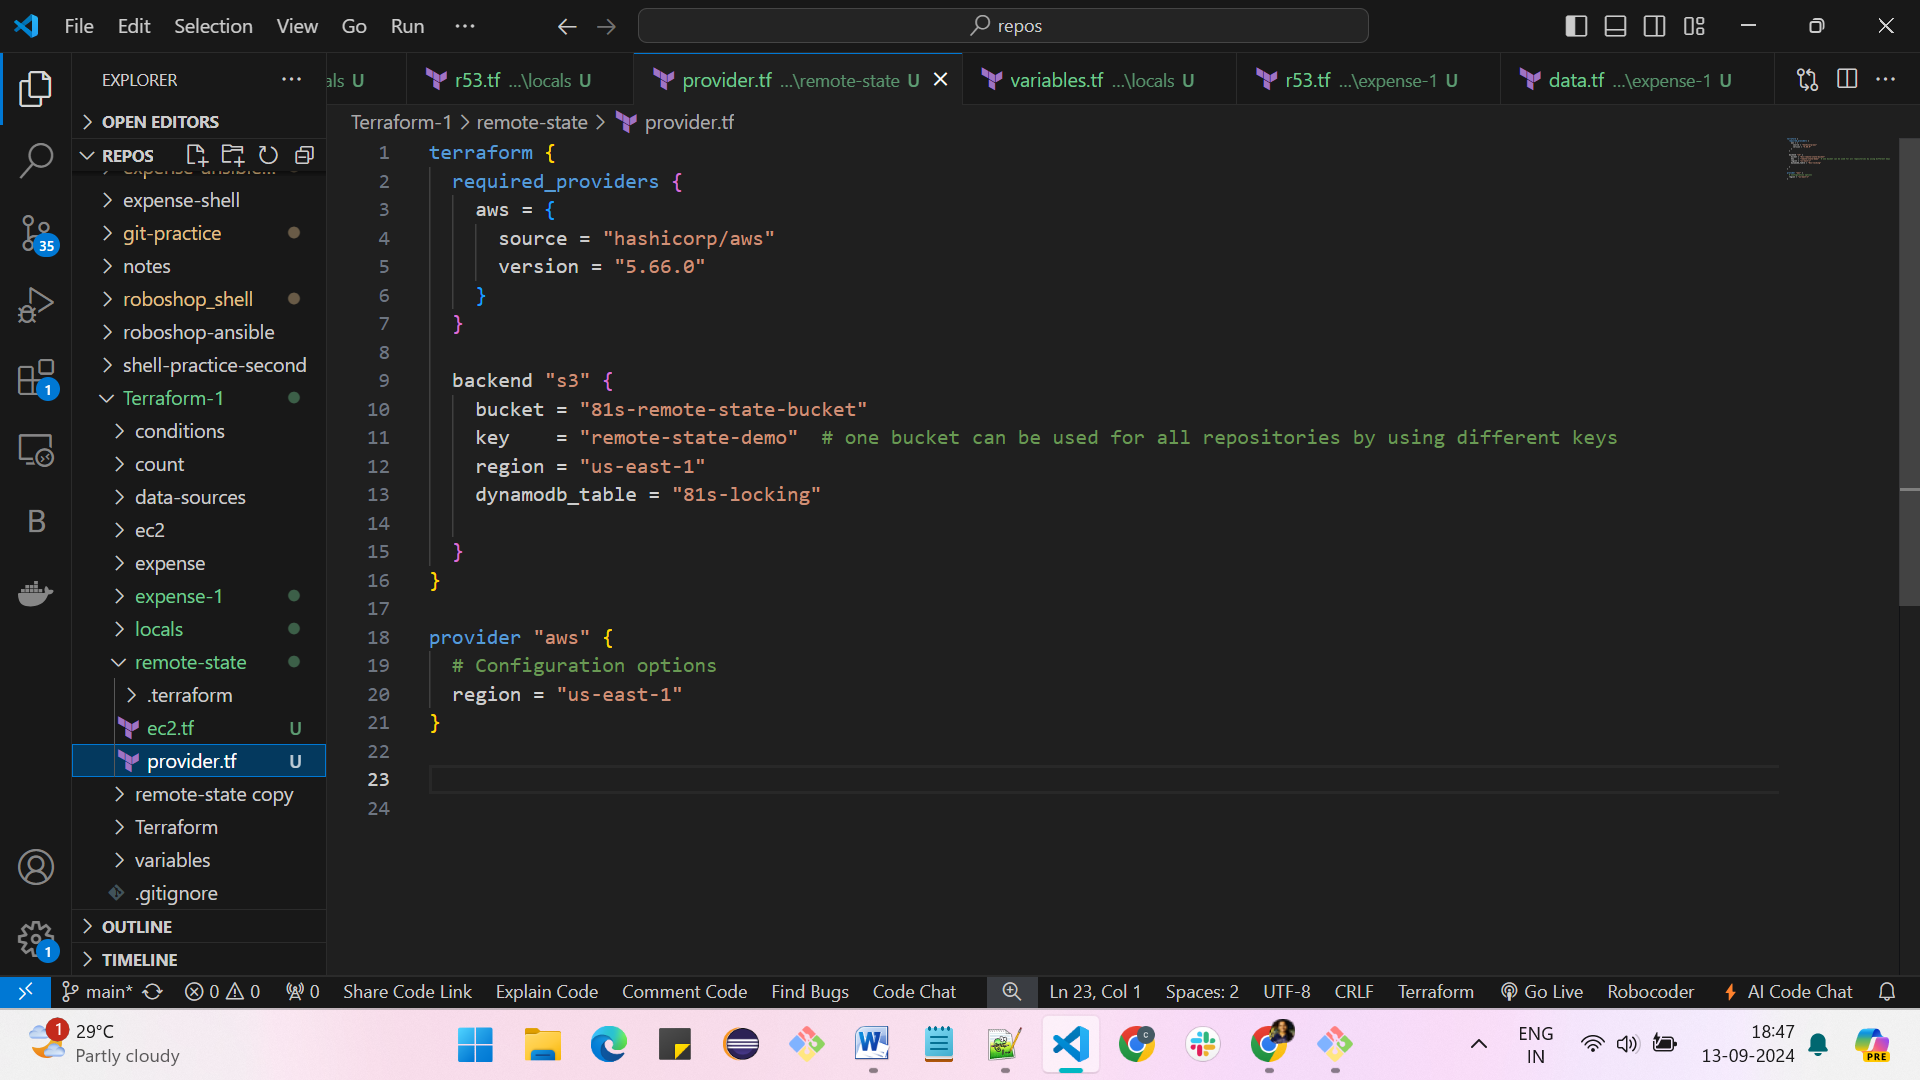 File Edit Selection View Go Run ···
repos
EXPLORER ···
als U
r53.tf ...\locals U
provider.tf ...\remote-state U
variables.tf ...\locals U
r53.tf ...\expense-1 U
data.tf ...\expense-1 U
OPEN EDITORS
REPOS
expense-shell
git-practice
notes
roboshop_shell
roboshop-ansible
shell-practice-second
Terraform-1
conditions
count
data-sources
ec2
expense
expense-1
locals
remote-state
.terraform
ec2.tf U
provider.tf U
remote-state copy
Terraform
variables
.gitignore
OUTLINE
TIMELINE
35
1
B
1
Terraform-1 > remote-state > provider.tf
1 terraform {
2 required_providers {
3 aws = {
4 source = "hashicorp/aws"
5 version = "5.66.0"
6 }
7 }
8
9 backend "s3" {
10 bucket = "81s-remote-state-bucket"
11 key    = "remote-state-demo"  # one bucket can be used for all repositories by using different keys
12 region = "us-east-1"
13 dynamodb_table = "81s-locking"
14
15 }
16 }
17
18 provider "aws" {
19 # Configuration options
20 region = "us-east-1"
21 }
22
23
24
main* 0 0 0 Share Code Link Explain Code Comment Code Find Bugs Code Chat Ln 23, Col 1 Spaces: 2 UTF-8 CRLF Terraform Go Live Robocoder AI Code Chat
1 29°C
Partly cloudy
W
c
ENG
IN
18:47
13-09-2024
PRE